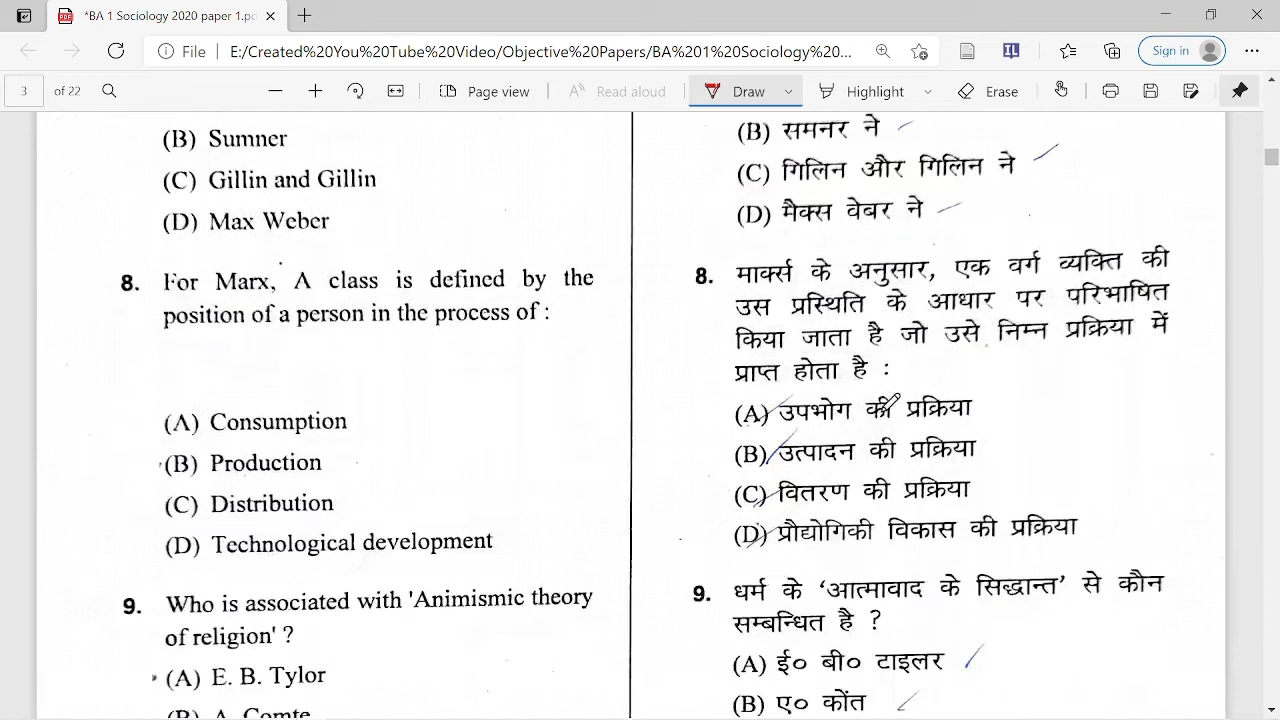 *BA 1 Sociology 2020 paper 1.pd
File
E:/Created%20You%20Tube%20Video/Objective%20Papers/BA%201%20Sociology%20...
Sign in
3 of 22
Page view
Read aloud
Draw
Highlight
Erase
(B) Sumner
(C) Gillin and Gillin
(D) Max Weber
8. For Marx, A class is defined by the
position of a person in the process of :
(A) Consumption
(B) Production
(C) Distribution
(D) Technological development
9. Who is associated with 'Animismic theory
of religion' ?
(A) E. B. Tylor
(B) A. Comte
(B) समनर ने
(C) गिलिन और गिलिन ने
(D) मैक्स वेबर ने
8. मार्क्स के अनुसार, एक वर्ग व्यक्ति की
उस प्रस्थिति के आधार पर परिभाषित
किया जाता है जो उसे निम्न प्रक्रिया में
प्राप्त होता है :
(A) उपभोग की प्रक्रिया
(B) उत्पादन की प्रक्रिया
(C) वितरण की प्रक्रिया
(D) प्रौद्योगिकी विकास की प्रक्रिया
9. धर्म के ‘आत्मावाद के सिद्धान्त’ से कौन
सम्बन्धित है ?
(A) ई० बी० टाइलर
(B) ए० कोंत